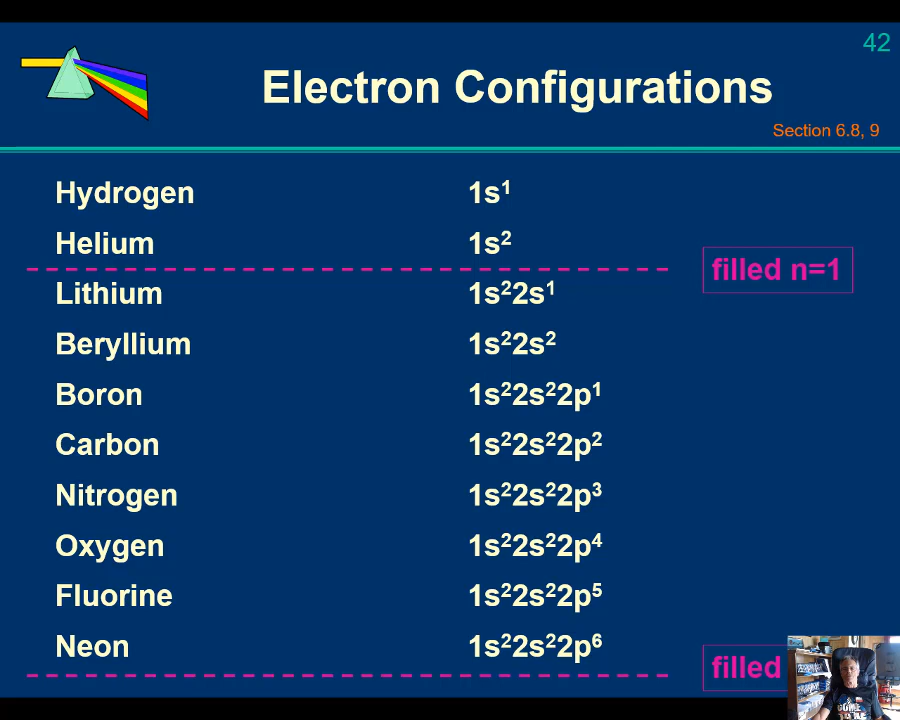 42
Electron Configurations
Section 6.8, 9
Hydrogen 1s¹
Helium 1s²
filled n=1
Lithium 1s²2s¹
Beryllium 1s²2s²
Boron 1s²2s²2p¹
Carbon 1s²2s²2p²
Nitrogen 1s²2s²2p³
Oxygen 1s²2s²2p⁴
Fluorine 1s²2s²2p⁵
Neon 1s²2s²2p⁶
filled